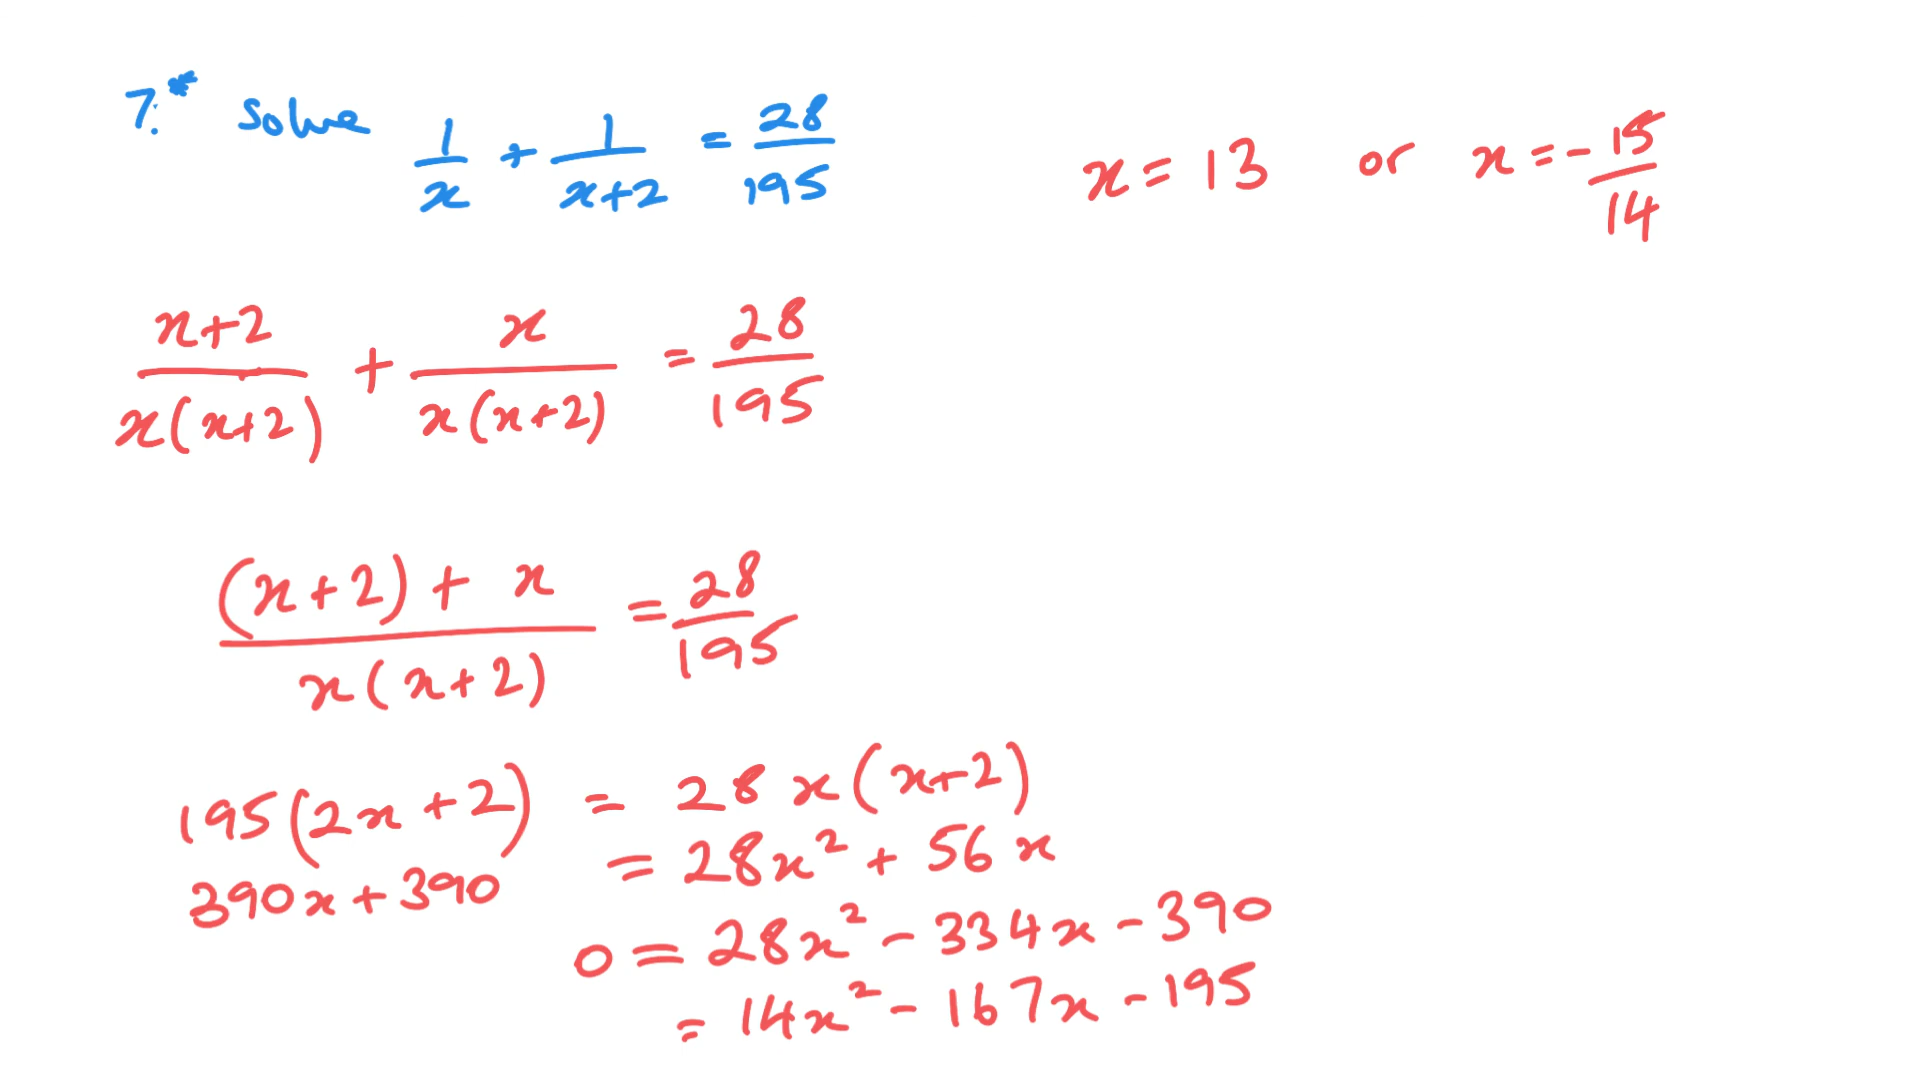 7.* Solve 1/x + 1/(x+2) = 28/195
x = 13 or x = -15/14
(x+2)/(x(x+2)) + x/(x(x+2)) = 28/195
((x+2) + x)/(x(x+2)) = 28/195
195(2x+2) = 28x(x+2)
390x+390 = 28x² + 56x
0 = 28x² - 334x - 390
= 14x² - 167x - 195